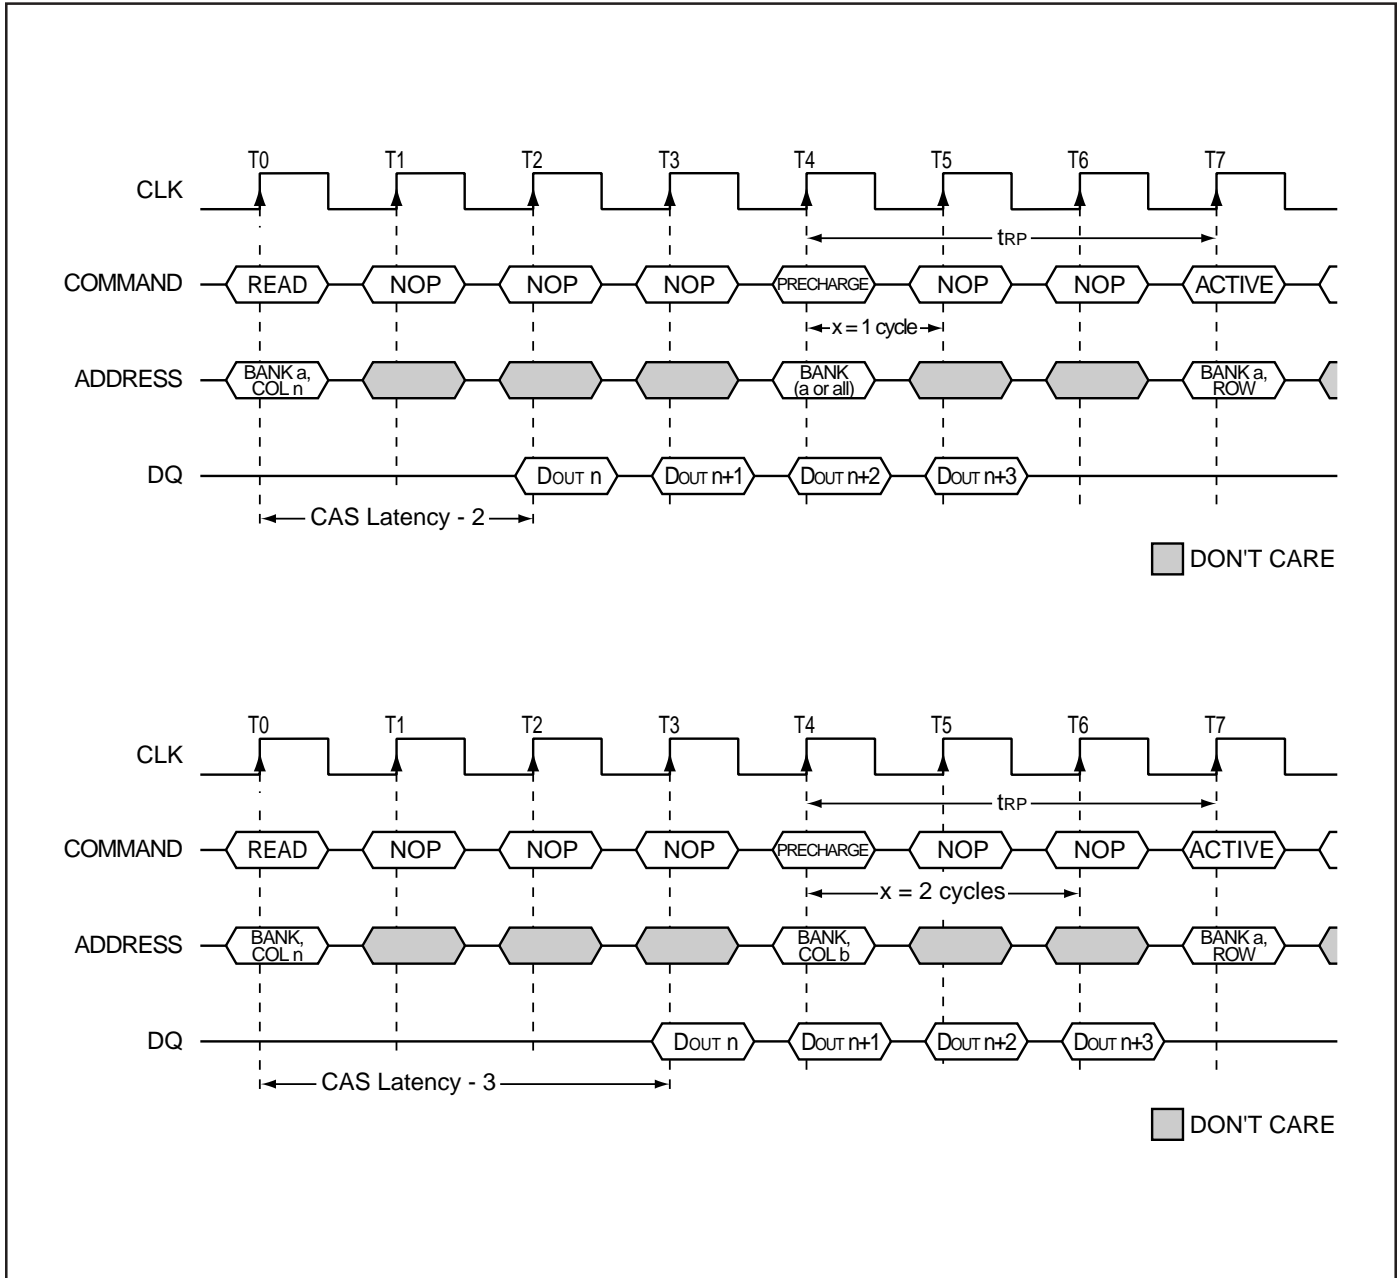 T0 T1 T2 T3 T4 T5 T6 T7
CLK
tRP
COMMAND READ NOP NOP NOP PRECHARGE NOP NOP ACTIVE
x = 1 cycle
ADDRESS BANK a, COL n BANK (a or all) BANK a, ROW
DQ DOUT n DOUT n+1 DOUT n+2 DOUT n+3
CAS Latency - 2
DON'T CARE
T0 T1 T2 T3 T4 T5 T6 T7
CLK
tRP
COMMAND READ NOP NOP NOP PRECHARGE NOP NOP ACTIVE
x = 2 cycles
ADDRESS BANK, COL n BANK, COL b BANK a, ROW
DQ DOUT n DOUT n+1 DOUT n+2 DOUT n+3
CAS Latency - 3
DON'T CARE